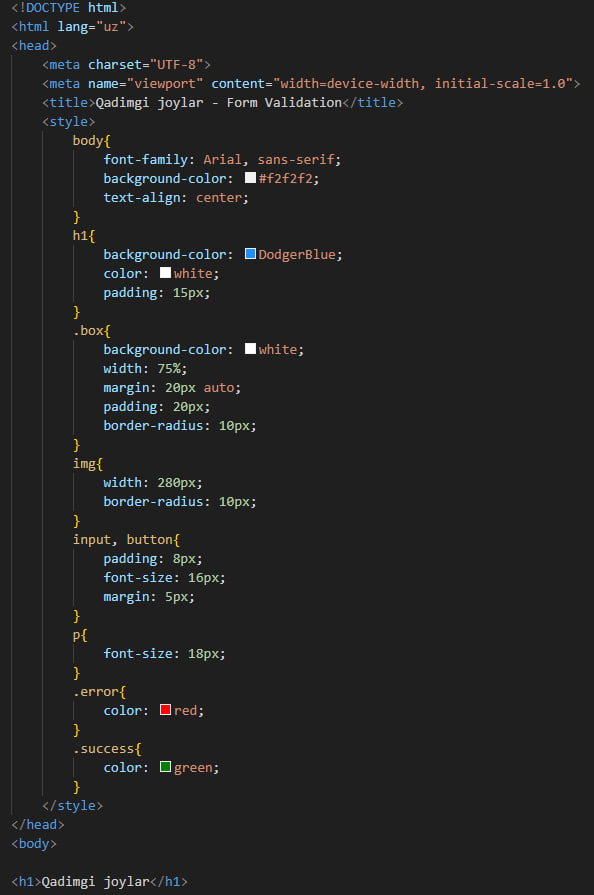 <!DOCTYPE html>
<html lang="uz">
<head>
    <meta charset="UTF-8">
    <meta name="viewport" content="width=device-width, initial-scale=1.0">
    <title>Qadimgi joylar - Form Validation</title>
    <style>
        body{
            font-family: Arial, sans-serif;
            background-color: #f2f2f2;
            text-align: center;
        }
        h1{
            background-color: DodgerBlue;
            color: white;
            padding: 15px;
        }
        .box{
            background-color: white;
            width: 75%;
            margin: 20px auto;
            padding: 20px;
            border-radius: 10px;
        }
        img{
            width: 280px;
            border-radius: 10px;
        }
        input, button{
            padding: 8px;
            font-size: 16px;
            margin: 5px;
        }
        p{
            font-size: 18px;
        }
        .error{
            color: red;
        }
        .success{
            color: green;
        }
    </style>
</head>
<body>

<h1>Qadimgi joylar</h1>